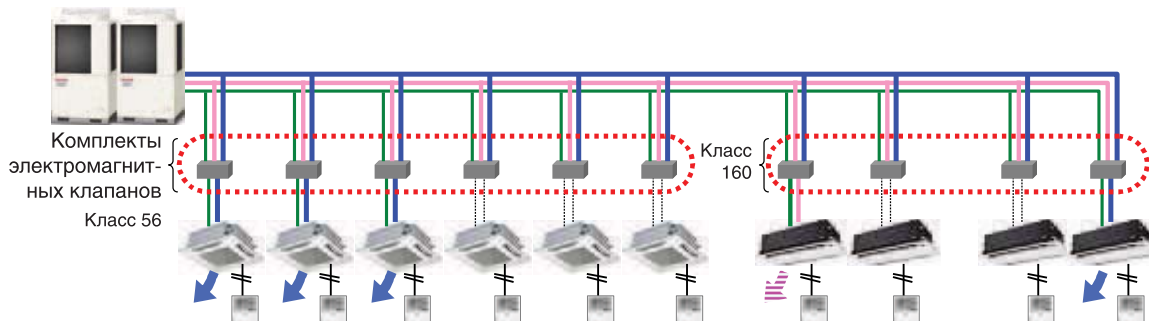 Комплекты
электромагнит-
ных клапанов
Класс 56
Класс
160